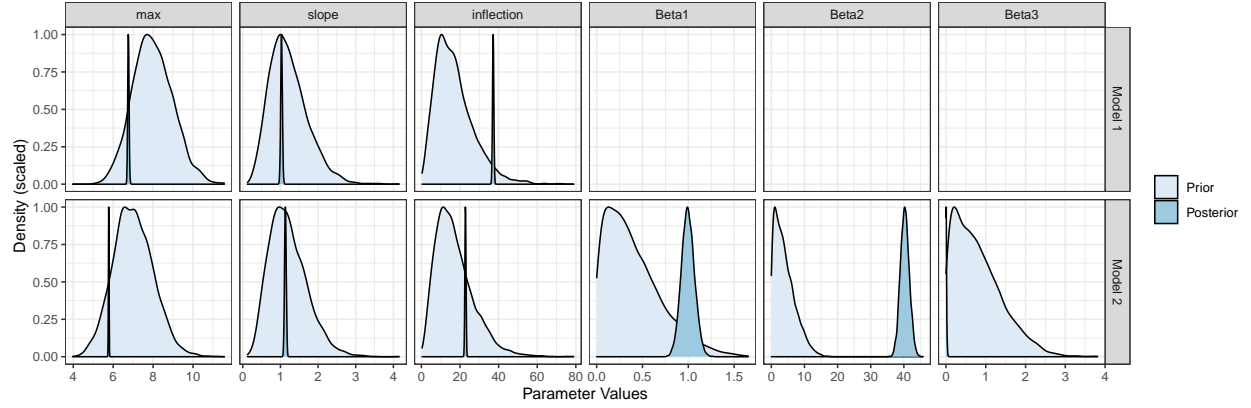 max slope inflection Beta1 Beta2 Beta3
1.00
0.75
0.50
0.25
0.00
Model 1
1.00
0.75
0.50
0.25
0.00
Model 2
Density (scaled)
4 6 8 10 0 1 2 3 4 0 20 40 60 80 0.0 0.5 1.0 1.5 0 10 20 30 40 0 1 2 3 4
Parameter Values
Prior
Posterior